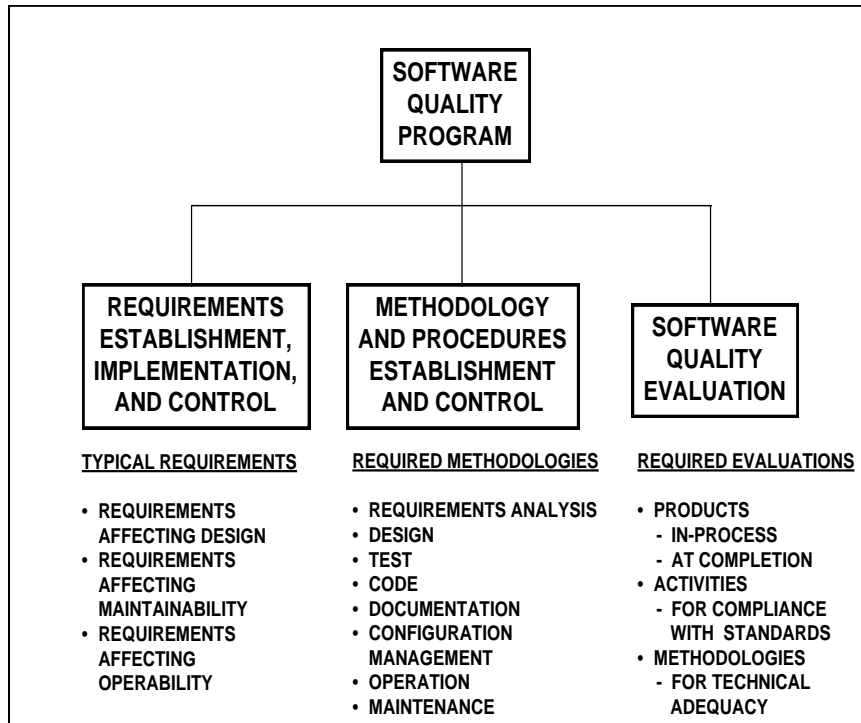 SOFTWARE
QUALITY
PROGRAM
REQUIREMENTS
ESTABLISHMENT,
IMPLEMENTATION,
AND CONTROL
METHODOLOGY
AND PROCEDURES
ESTABLISHMENT
AND CONTROL
SOFTWARE
QUALITY
EVALUATION
TYPICAL REQUIREMENTS
• REQUIREMENTS
AFFECTING DESIGN
• REQUIREMENTS
AFFECTING
MAINTAINABILITY
• REQUIREMENTS
AFFECTING
OPERABILITY
REQUIRED METHODOLOGIES
• REQUIREMENTS ANALYSIS
• DESIGN
• TEST
• CODE
• DOCUMENTATION
• CONFIGURATION
MANAGEMENT
• OPERATION
• MAINTENANCE
REQUIRED EVALUATIONS
• PRODUCTS
- IN-PROCESS
- AT COMPLETION
• ACTIVITIES
- FOR COMPLIANCE
WITH STANDARDS
• METHODOLOGIES
- FOR TECHNICAL
ADEQUACY